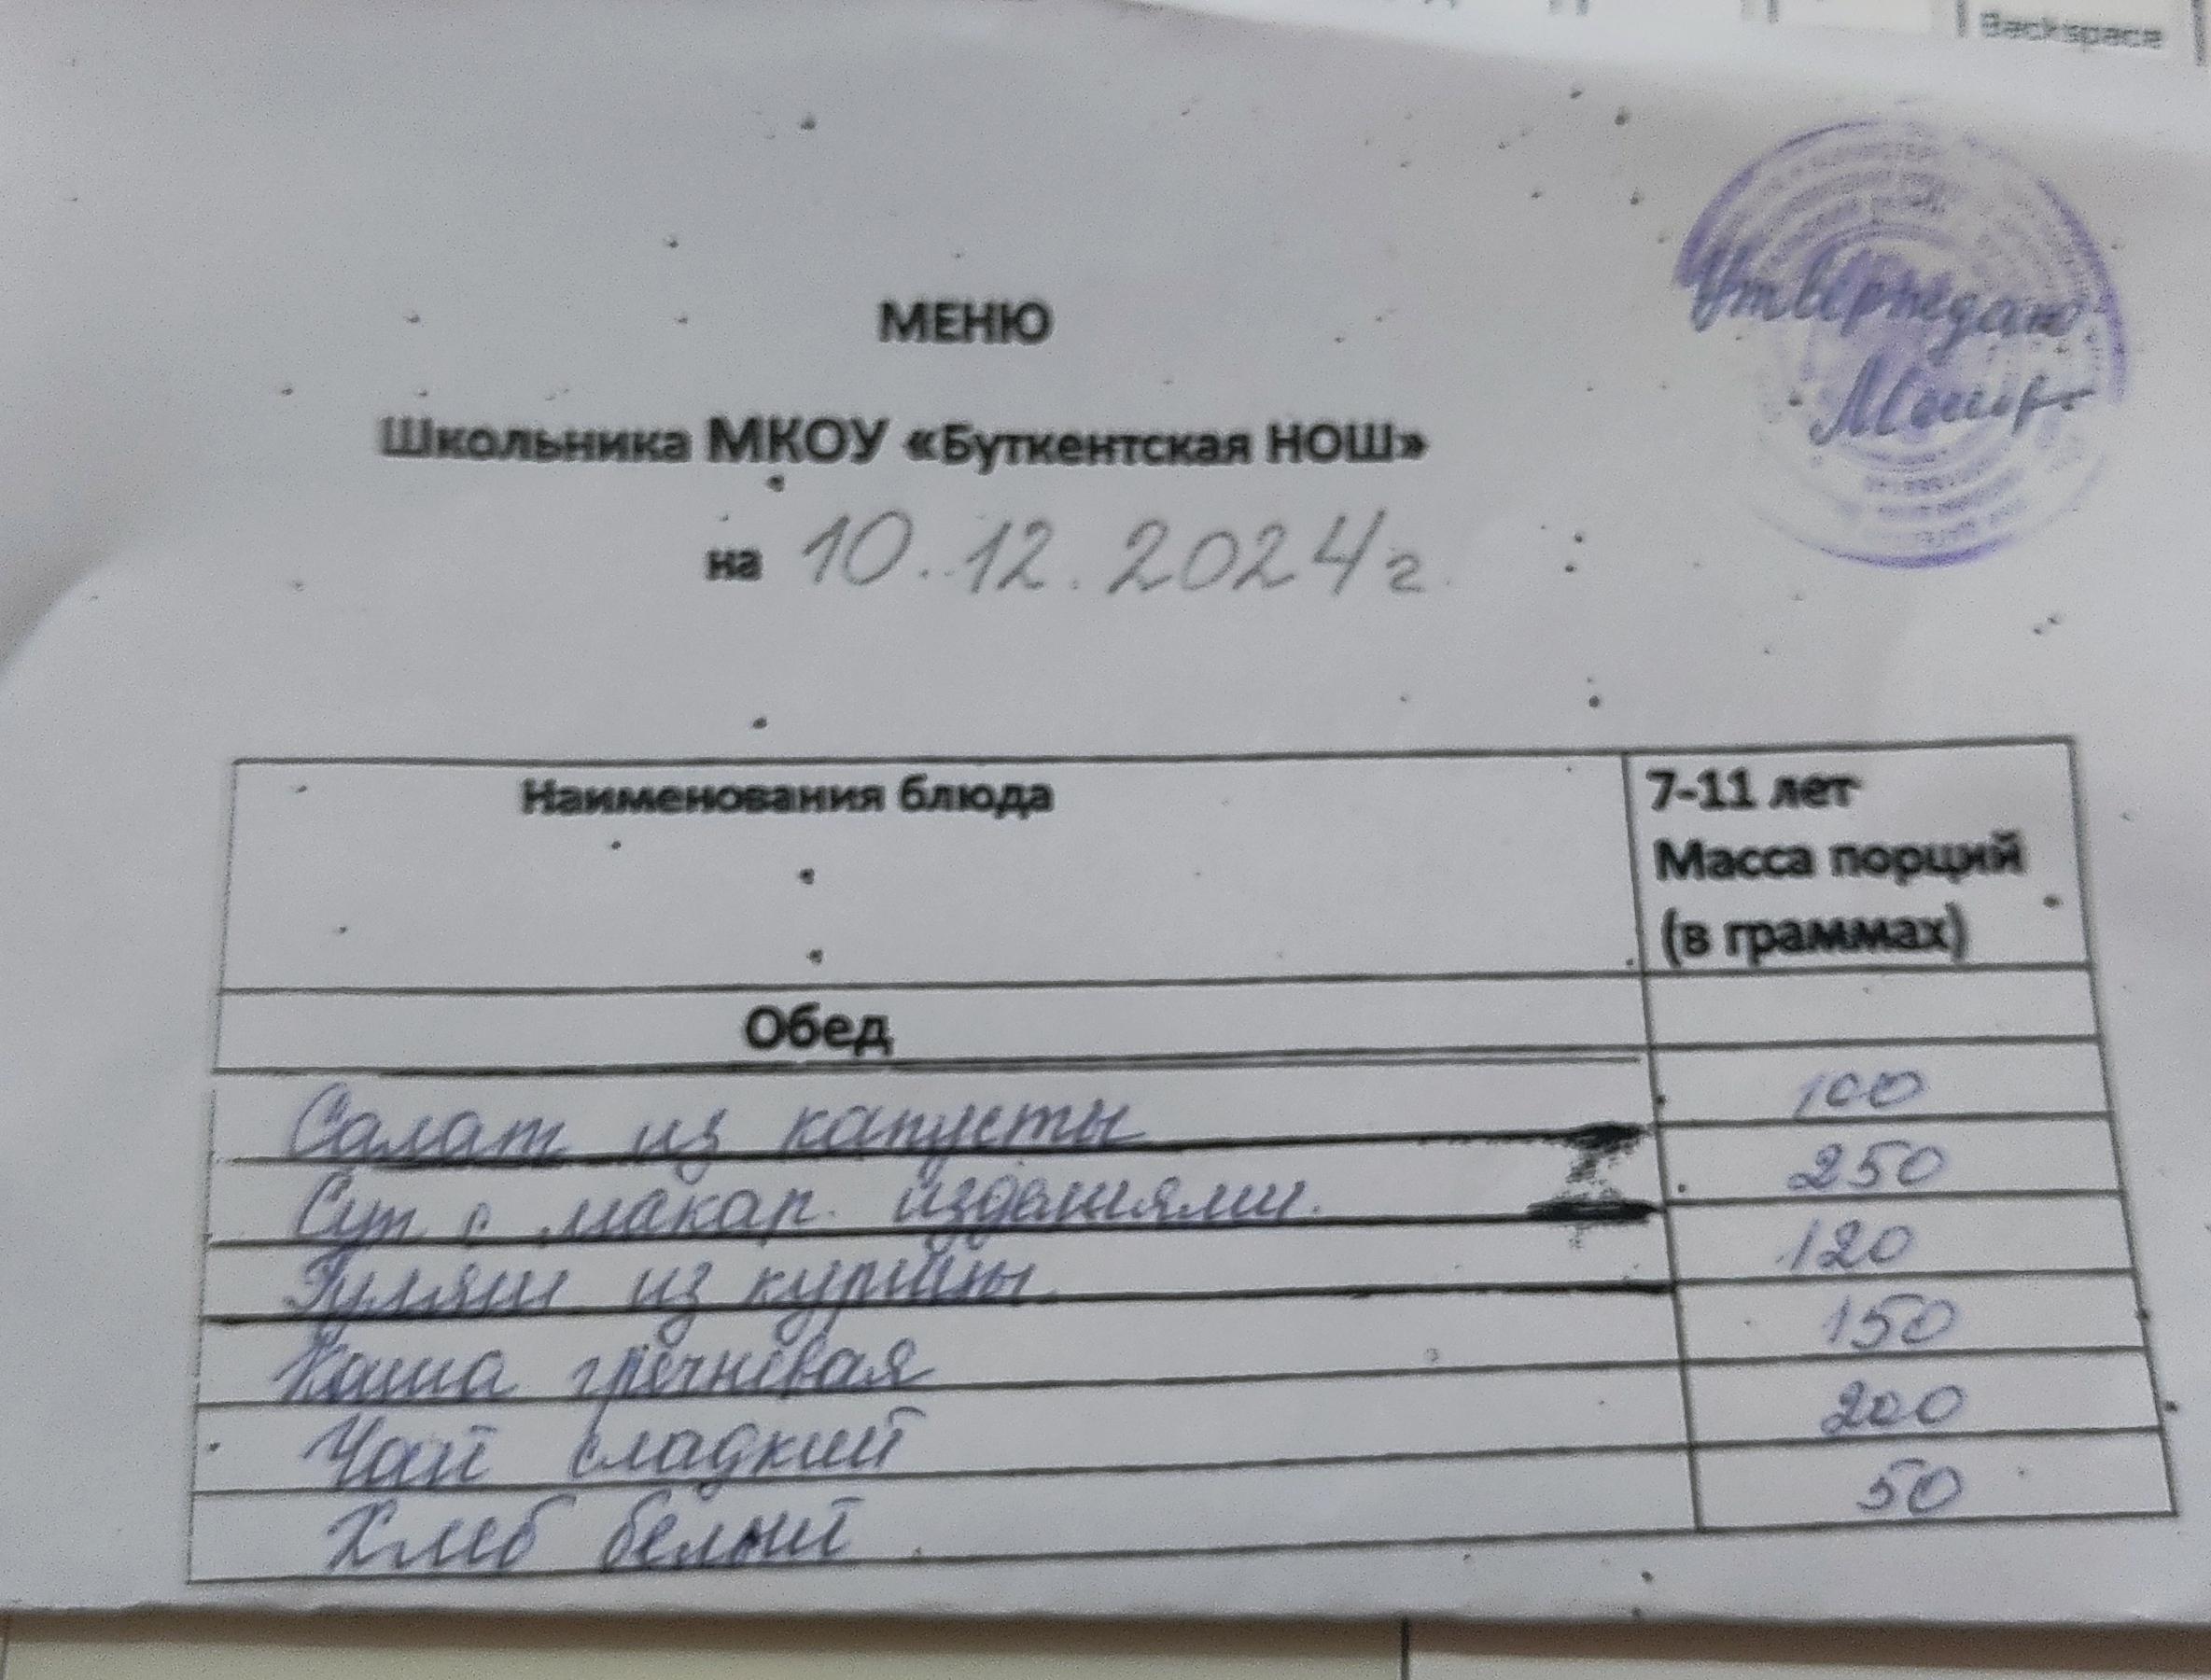 Backspace
Утверждаю
МЕНЮ
Школьника МКОУ «Буткентская НОШ»
на 10.12.2024г.
Наименования блюда
7-11 лет
Масса порций
(в граммах)
Обед
Салат из капусты 100
Суп с макар. изделиями. 250
Гуляш из курицы 120
Каша гречневая 150
Чай сладкий 200
Хлеб белый 50